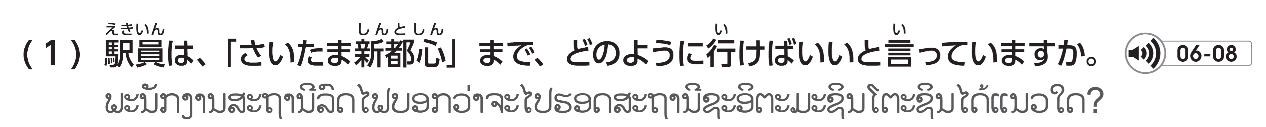 えきいん しんとしん い い
(1) 駅員は、「さいたま新都心」まで、どのように行けばいいと言っていますか。 06-08
ພະນັກງານສະຖານີລົດໄຟບອກວ່າຈະໄປຮອດສະຖານີຊະອິຕະມະຊິນໂຕະຊິນໄດ້ແນວໃດ?